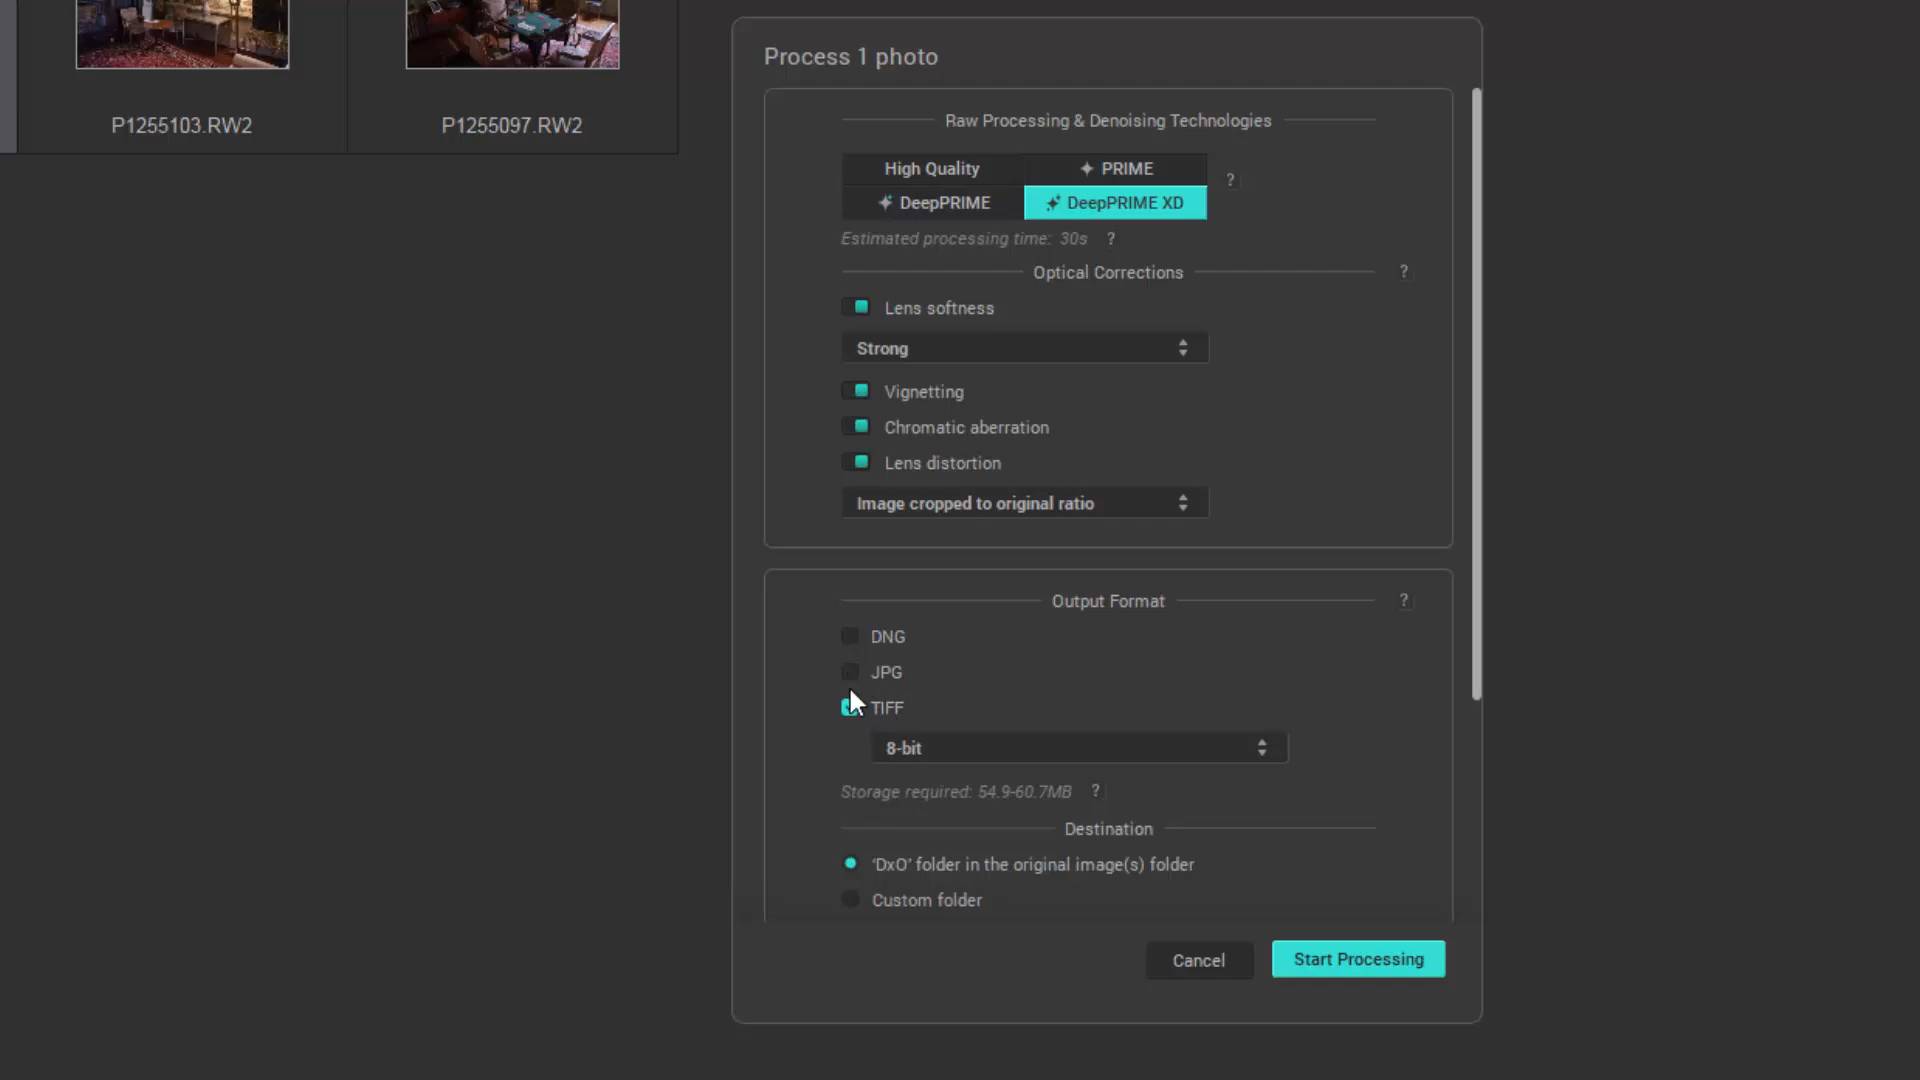 P1255103.RW2
P1255097.RW2
Process 1 photo
Raw Processing & Denoising Technologies
High Quality
PRIME
?
DeepPRIME
DeepPRIME XD
Estimated processing time: 30s ?
Optical Corrections ?
Lens softness
Strong
Vignetting
Chromatic aberration
Lens distortion
Image cropped to original ratio
Output Format ?
DNG
JPG
TIFF
8-bit
Storage required: 54.9-60.7MB ?
Destination
‘DxO’ folder in the original image(s) folder
Custom folder
Cancel
Start Processing